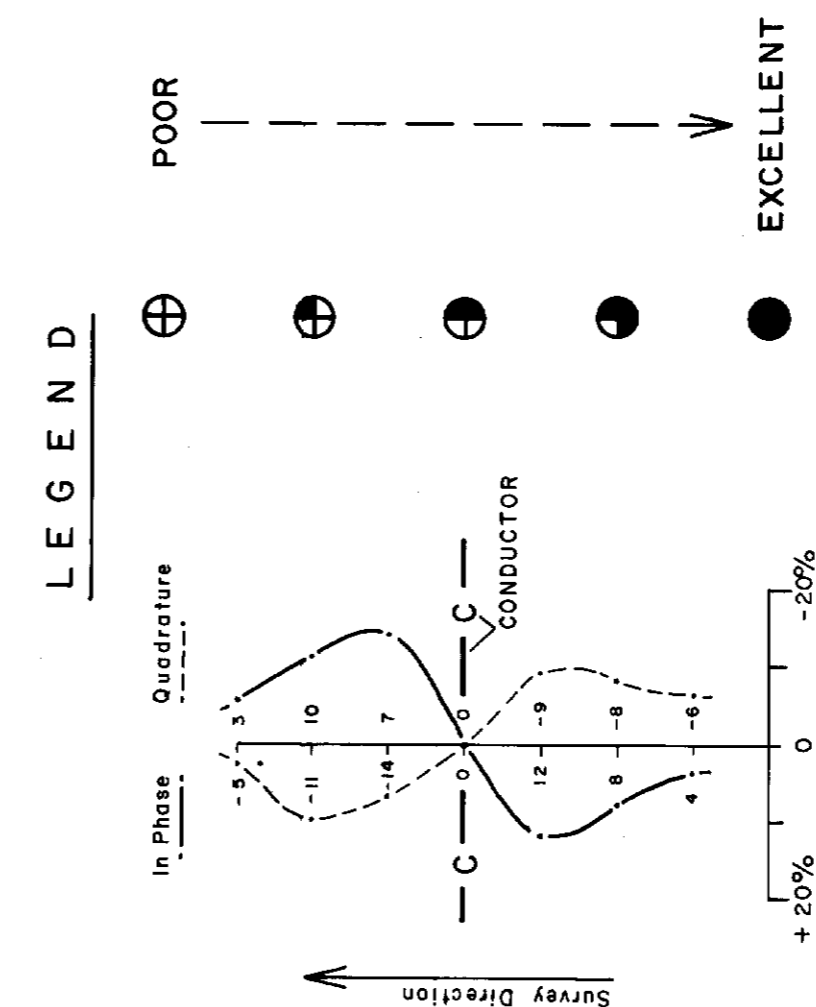 LEGEND
In Phase
Quadrature
-5 3
-11 10
-14 7
0 0
12 -9
8 -8
4 -6
C C
CONDUCTOR
+20% 0 -20%
Survey Direction
POOR
EXCELLENT